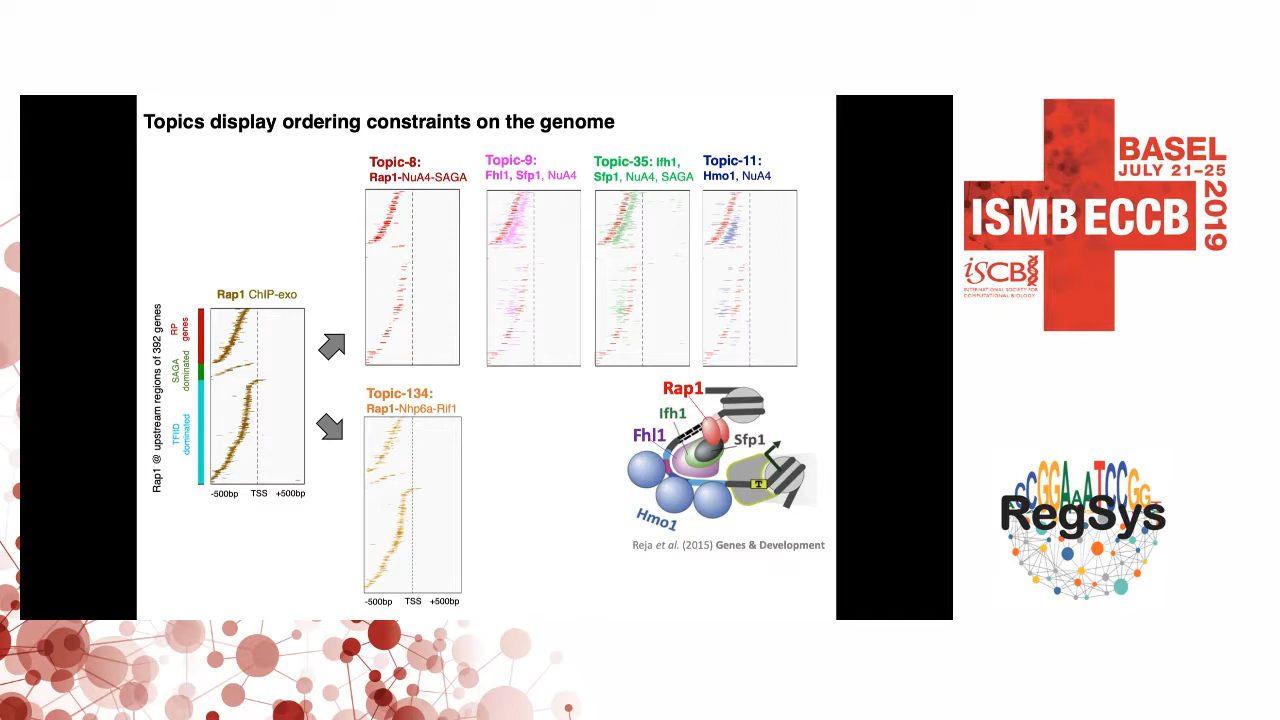 Topics display ordering constraints on the genome
Topic-8:
Rap1-NuA4-SAGA
Topic-9:
Fhl1, Sfp1, NuA4
Topic-35: Ifh1,
Sfp1, NuA4, SAGA
Topic-11:
Hmo1, NuA4
Rap1 ChIP-exo
Rap1 @ upstream regions of 392 genes
RP
genes
SAGA
dominated
TFIID
dominated
-500bp TSS +500bp
Topic-134:
Rap1-Nhp6a-Rif1
-500bp TSS +500bp
Rap1
Ifh1
Fhl1
Sfp1
T
Hmo1
Reja et al. (2015) Genes & Development
BASEL
JULY 21–25
2019
ISMB ECCB
ISCB
INTERNATIONAL SOCIETY FOR
COMPUTATIONAL BIOLOGY
GCGGAAATCCGG
RegSys